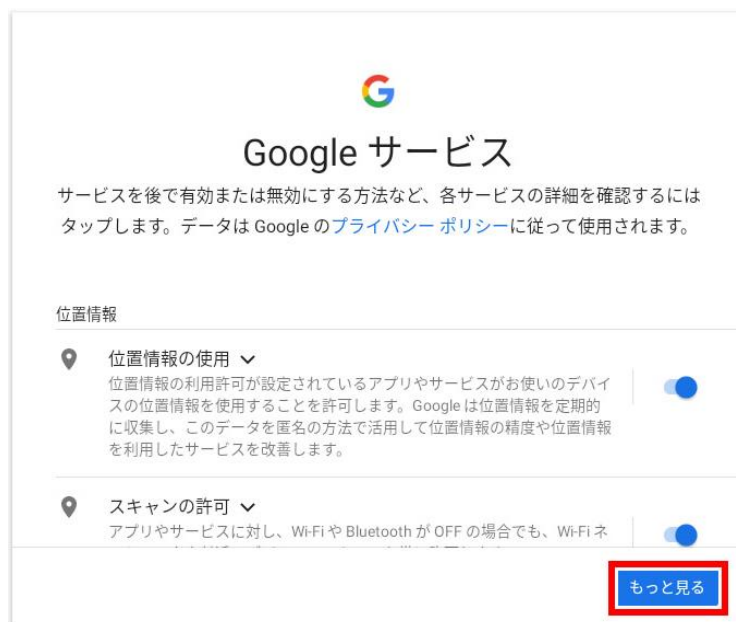 Google サービス
サービスを後で有効または無効にする方法など、各サービスの詳細を確認するには
タップします。データは Google のプライバシー ポリシーに従って使用されます。
位置情報
位置情報の使用
位置情報の利用許可が設定されているアプリやサービスがお使いのデバイ
スの位置情報を使用することを許可します。Google は位置情報を定期的
に収集し、このデータを匿名の方法で活用して位置情報の精度や位置情報
を利用したサービスを改善します。
スキャンの許可
アプリやサービスに対し、Wi-Fi や Bluetooth が OFF の場合でも、Wi-Fi ネ
もっと見る